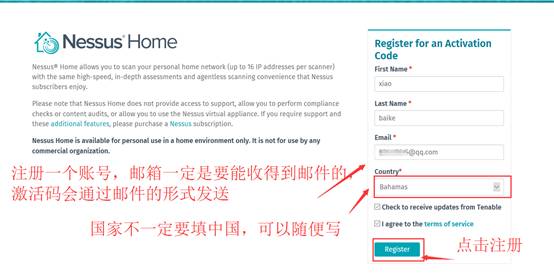 Nessus® Home
Nessus® Home allows you to scan your personal home network (up to 16 IP addresses per scanner)
with the same high-speed, in-depth assessments and agentless scanning convenience that Nessus
subscribers enjoy.
Please note that Nessus Home does not provide access to support, allow you to perform compliance
checks or content audits, or allow you to use the Nessus virtual appliance. If you require support and
these additional features, please purchase a Nessus subscription.
Nessus Home is available for personal use in a home environment only. It is not for use by any
commercial organization.
注册一个账号，邮箱一定是要能收得到邮件的，
激活码会通过邮件的形式发送
国家不一定要填中国，可以随便写
Register for an Activation
Code
First Name *
xiao
Last Name *
baike
Email *
@qq.com
Country*
Bahamas
Check to receive updates from Tenable
I agree to the terms of service
Register
点击注册